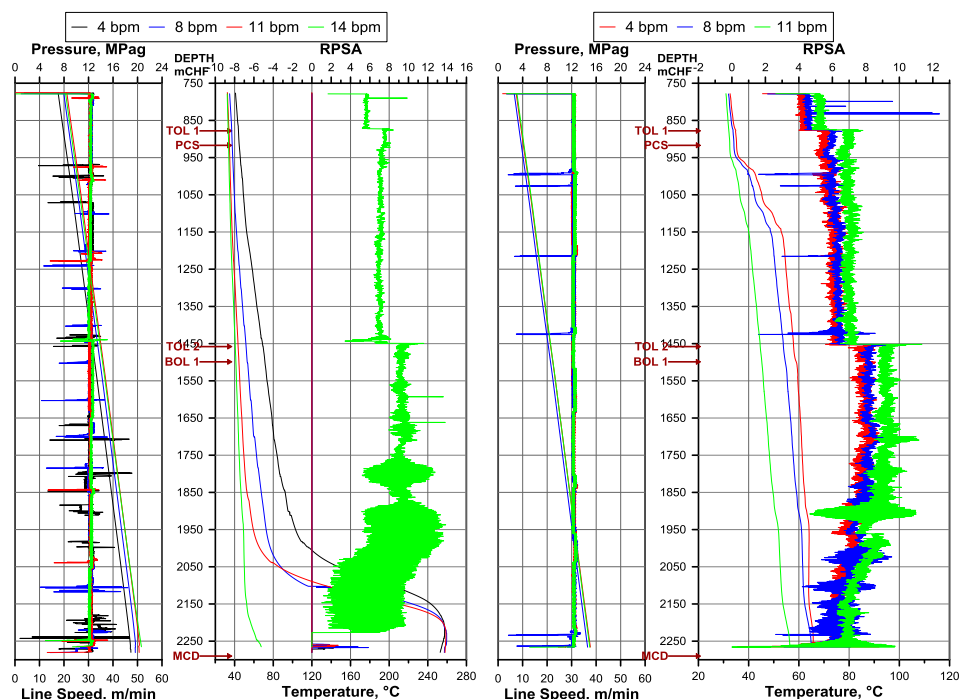 4 bpm 8 bpm 11 bpm 14 bpm
4 bpm 8 bpm 11 bpm
Pressure, MPag RPSA
0 4 8 12 16 20 24
DEPTH mCHF
-12 -8 -4 0 4 8 12 16
750
850
TOL 1
PCS
950
1050
1150
1250
1350
1450
TOL 2
BOL 1
1550
1650
1750
1850
1950
2050
2150
2250
MCD
0 10 20 30 40 50 60
40 80 120 160 200 240 280
Line Speed, m/min Temperature, °C
Pressure, MPag RPSA
0 4 8 12 16 20 24
DEPTH mCHF
-2 0 2 4 6 8 10 12
750
850
TOL 1
PCS
950
1050
1150
1250
1350
1450
TOL 2
BOL 1
1550
1650
1750
1850
1950
2050
2150
2250
MCD
0 10 20 30 40 50 60
20 40 60 80 100 120
Line Speed, m/min Temperature, °C